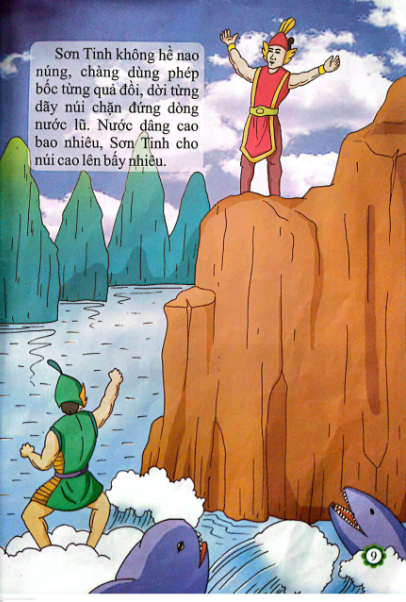 Sơn Tinh không hề nao
núng, chàng dùng phép
bốc từng quả đồi, dời từng
dãy núi chặn đứng dòng
nước lũ. Nước dâng cao
bao nhiêu, Sơn Tinh cho
núi cao lên bấy nhiêu.
9